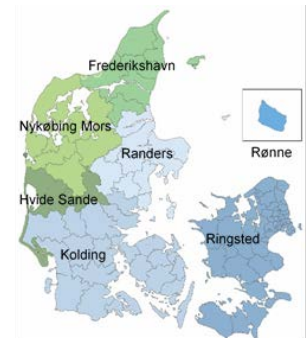 Frederikshavn
Nykøbing Mors
Randers
Rønne
Hvide Sande
Ringsted
Kolding